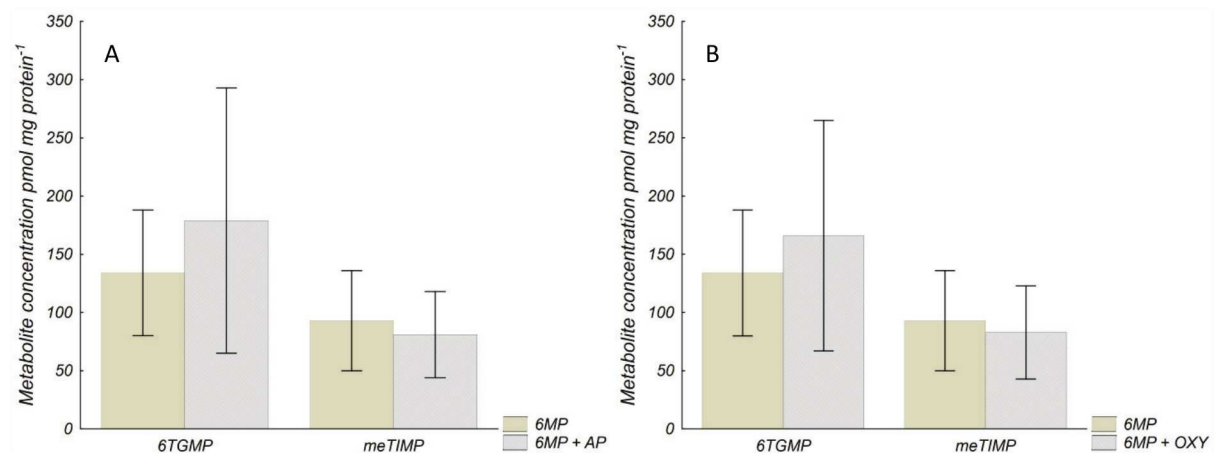 A
Metabolite concentration pmol mg protein-1
350
300
250
200
150
100
50
0
6TGMP
meTIMP
6MP
6MP + AP
B
Metabolite concentration pmol mg protein-1
350
300
250
200
150
100
50
0
6TGMP
meTIMP
6MP
6MP + OXY